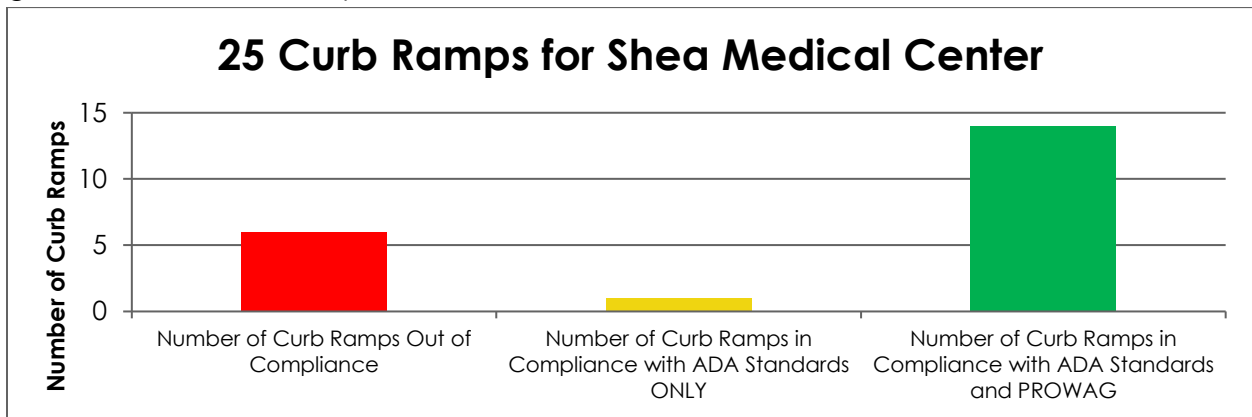 25 Curb Ramps for Shea Medical Center
Number of Curb Ramps
15
10
5
0
Number of Curb Ramps Out of
Compliance
Number of Curb Ramps in
Compliance with ADA Standards
ONLY
Number of Curb Ramps in
Compliance with ADA Standards
and PROWAG